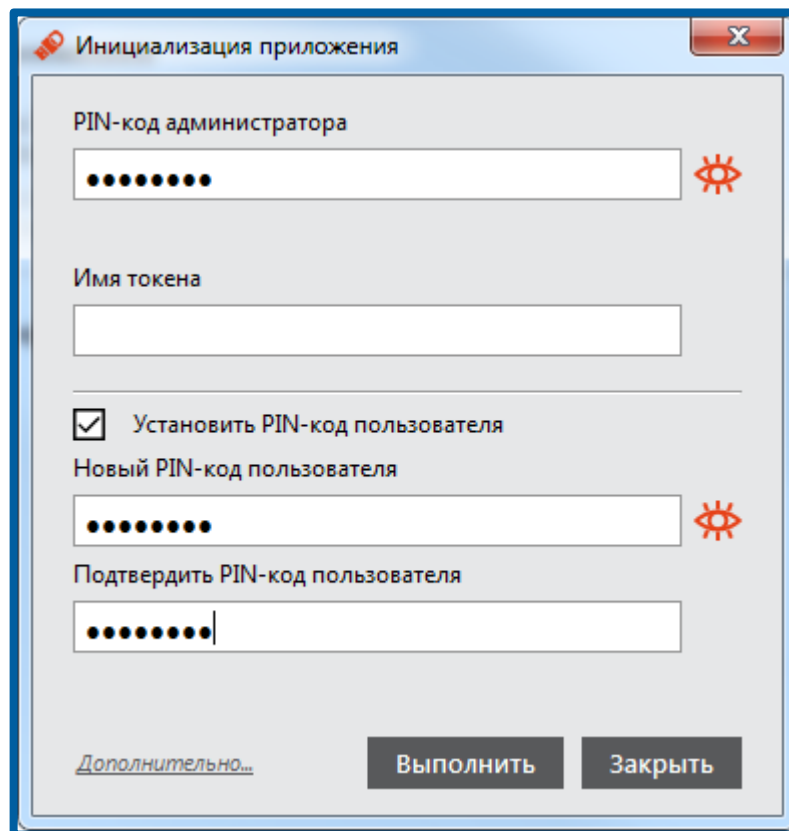 Инициализация приложения
PIN-код администратора
●●●●●●●●
Имя токена
Установить PIN-код пользователя
Новый PIN-код пользователя
●●●●●●●●
Подтвердить PIN-код пользователя
●●●●●●●●
Дополнительно...
Выполнить
Закрыть